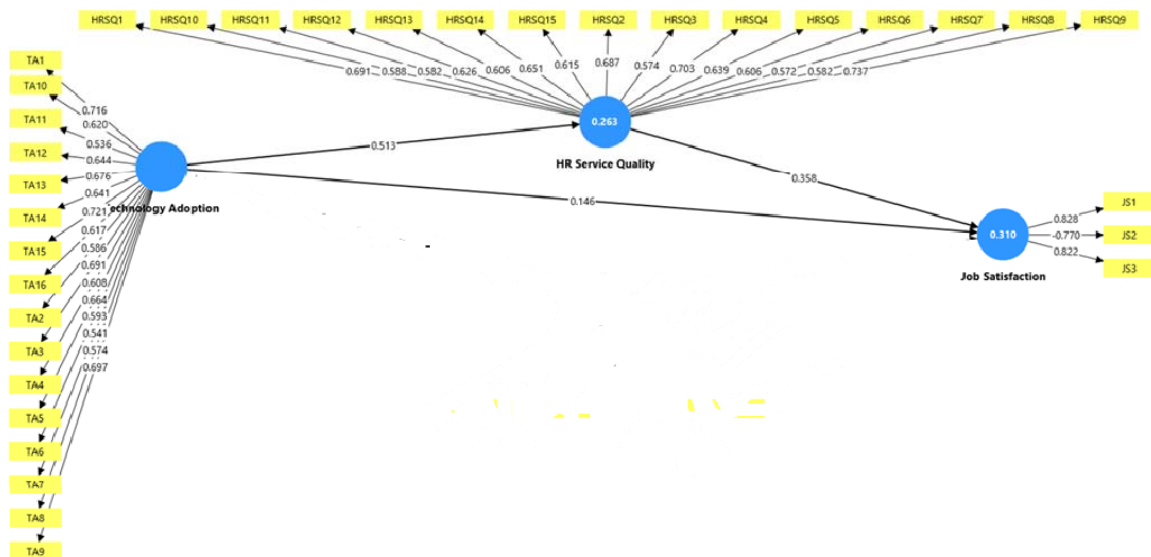 HRSQ1 HRSQ10 HRSQ11 HRSQ12 HRSQ13 HRSQ14 HRSQ15 HRSQ2 HRSQ3 HRSQ4 HRSQ5 HRSQ6 HRSQ7 HRSQ8 HRSQ9
0.691 0.588 0.582 0.626 0.606 0.651 0.615 0.687 0.574 0.703 0.639 0.606 0.572 0.582 0.737
TA1
TA10
TA11
TA12
TA13
TA14
TA15
TA16
TA2
TA3
TA4
TA5
TA6
TA7
TA8
TA9
0.716
0.620
0.536
0.644
0.676
0.641
0.721
0.617
0.586
0.691
0.608
0.664
0.593
0.541
0.574
0.697
echnology Adoption
0.513
0.263
HR Service Quality
0.358
0.146
0.310
Job Satisfaction
0.828
-0.770
0.822
JS1
JS2
JS3